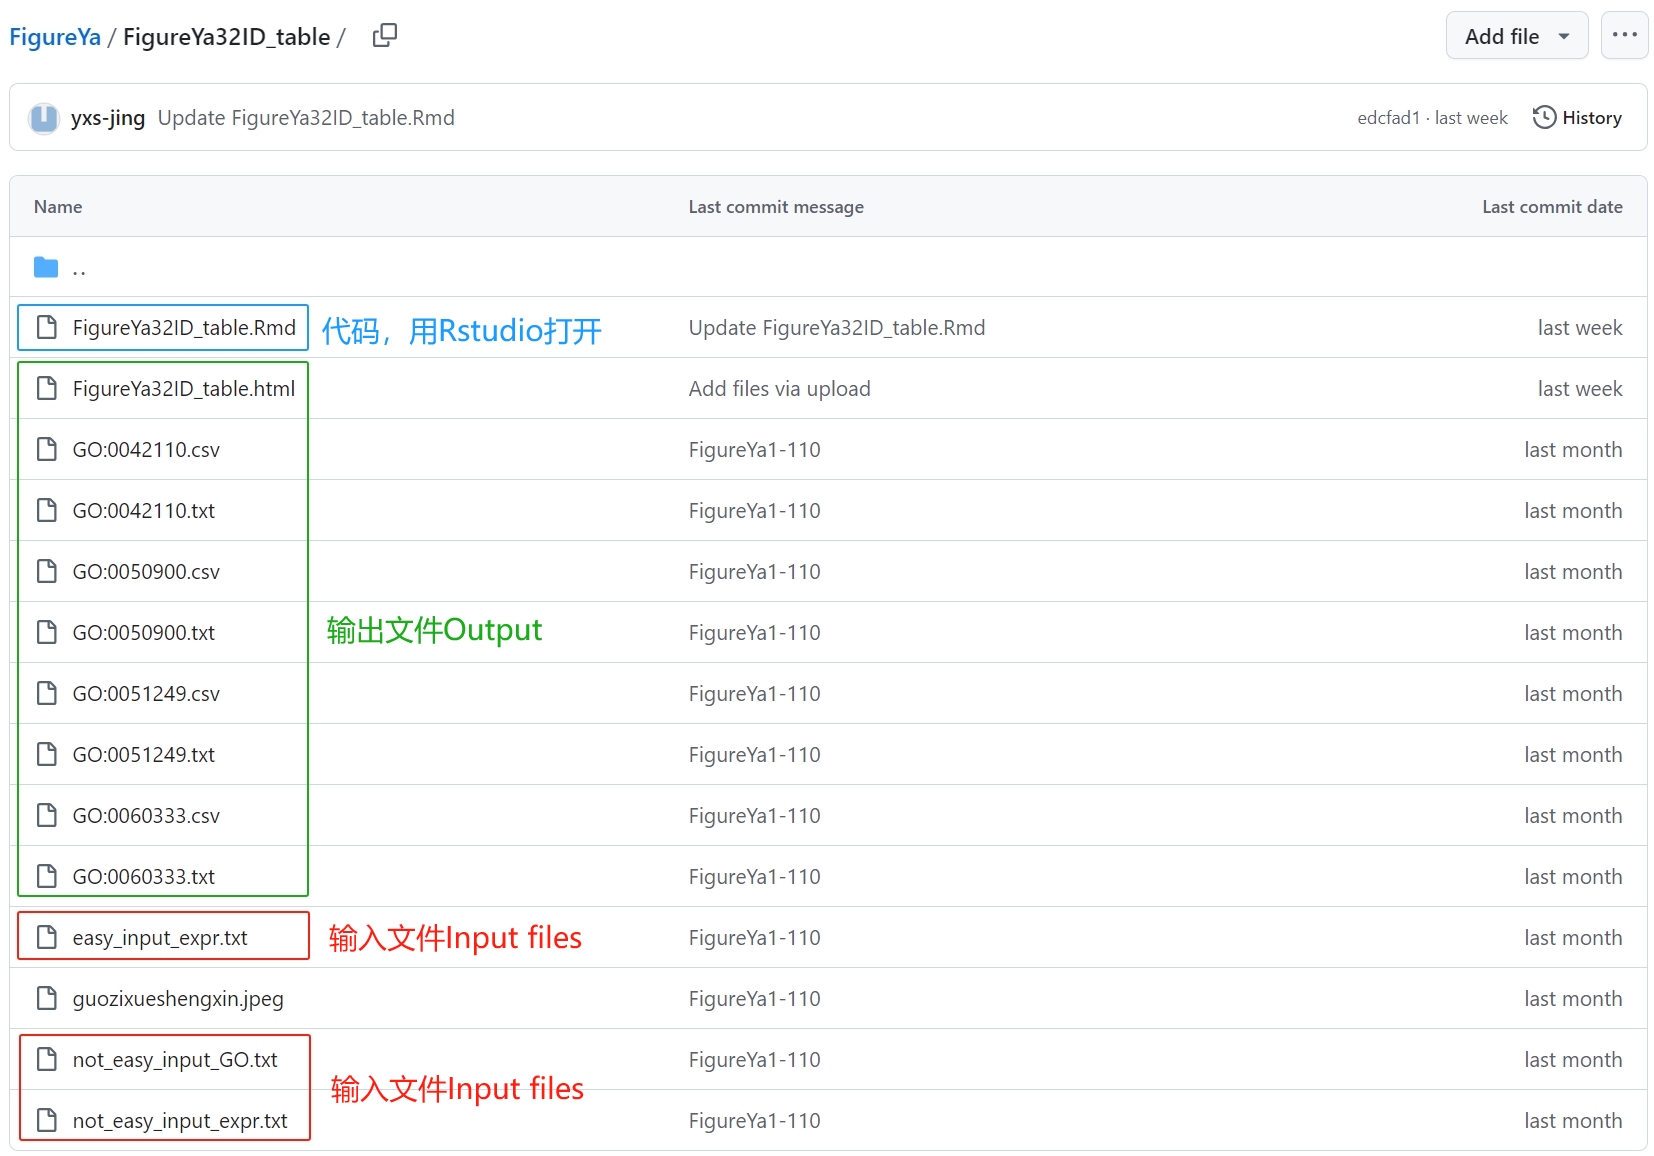 FigureYa / FigureYa32ID_table /
Add file
yxs-jing Update FigureYa32ID_table.Rmd
edcfad1 · last week
History
Name Last commit message Last commit date
..
FigureYa32ID_table.Rmd 代码，用Rstudio打开 Update FigureYa32ID_table.Rmd last week
FigureYa32ID_table.html Add files via upload last week
GO:0042110.csv FigureYa1-110 last month
GO:0042110.txt FigureYa1-110 last month
GO:0050900.csv FigureYa1-110 last month
GO:0050900.txt 输出文件Output FigureYa1-110 last month
GO:0051249.csv FigureYa1-110 last month
GO:0051249.txt FigureYa1-110 last month
GO:0060333.csv FigureYa1-110 last month
GO:0060333.txt FigureYa1-110 last month
easy_input_expr.txt 输入文件Input files FigureYa1-110 last month
guozixueshengxin.jpeg FigureYa1-110 last month
not_easy_input_GO.txt FigureYa1-110 last month
输入文件Input files
not_easy_input_expr.txt FigureYa1-110 last month